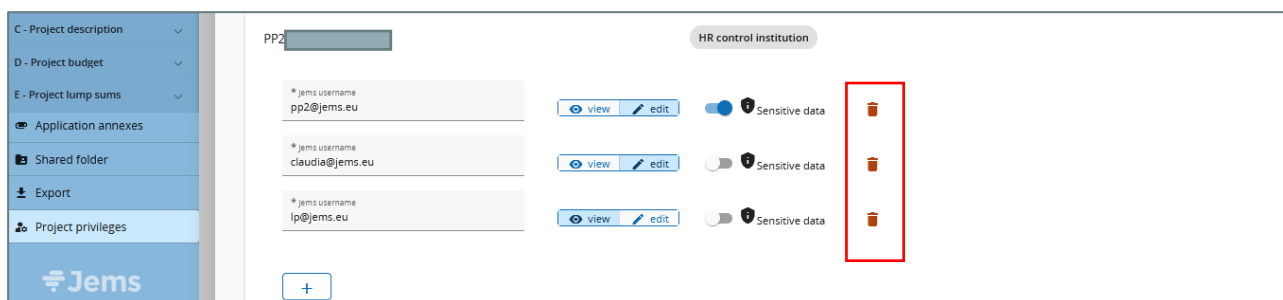 C - Project description
D - Project budget
E - Project lump sums
Application annexes
Shared folder
Export
Project privileges
Jems
PP2
HR control institution
* Jems username
pp2@jems.eu
view
edit
Sensitive data
* Jems username
claudia@jems.eu
view
edit
Sensitive data
* Jems username
lp@jems.eu
view
edit
Sensitive data
+